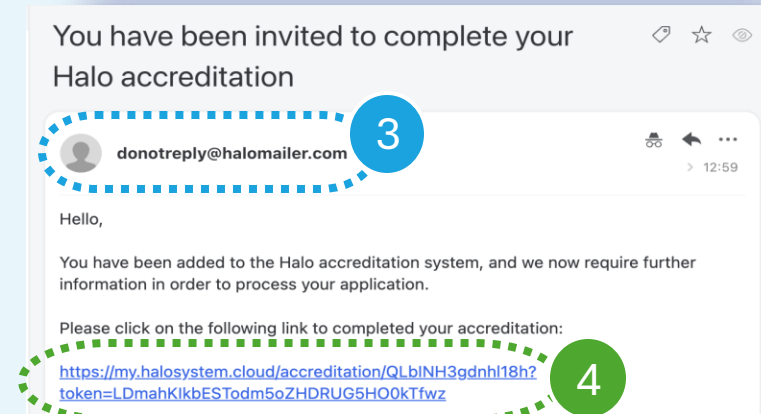 You have been invited to complete your
Halo accreditation
3
donotreply@halomailer.com
12:59
Hello,
You have been added to the Halo accreditation system, and we now require further
information in order to process your application.
Please click on the following link to completed your accreditation:
https://my.halosystem.cloud/accreditation/QLbINH3gdnhl18h?
token=LDmahKIkbESTodm5oZHDRUG5HO0kTfwz
4